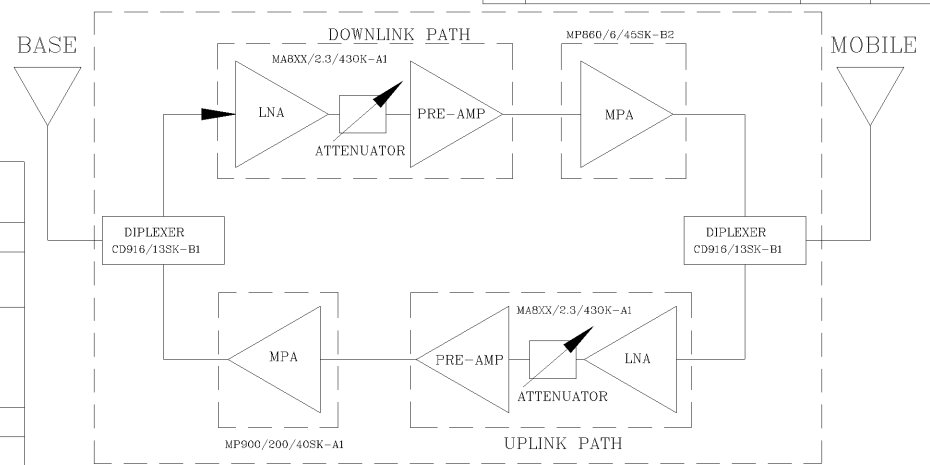 DOWNLINK PATH
MP860/6/45SK-B2
BASE
MOBILE
MA8XX/2.3/430K-A1
LNA
PRE-AMP
MPA
ATTENUATOR
DIPLEXER
CD916/13SK-B1
DIPLEXER
CD916/13SK-B1
MA8XX/2.3/430K-A1
MPA
PRE-AMP
LNA
ATTENUATOR
MP900/200/40SK-A1
UPLINK PATH